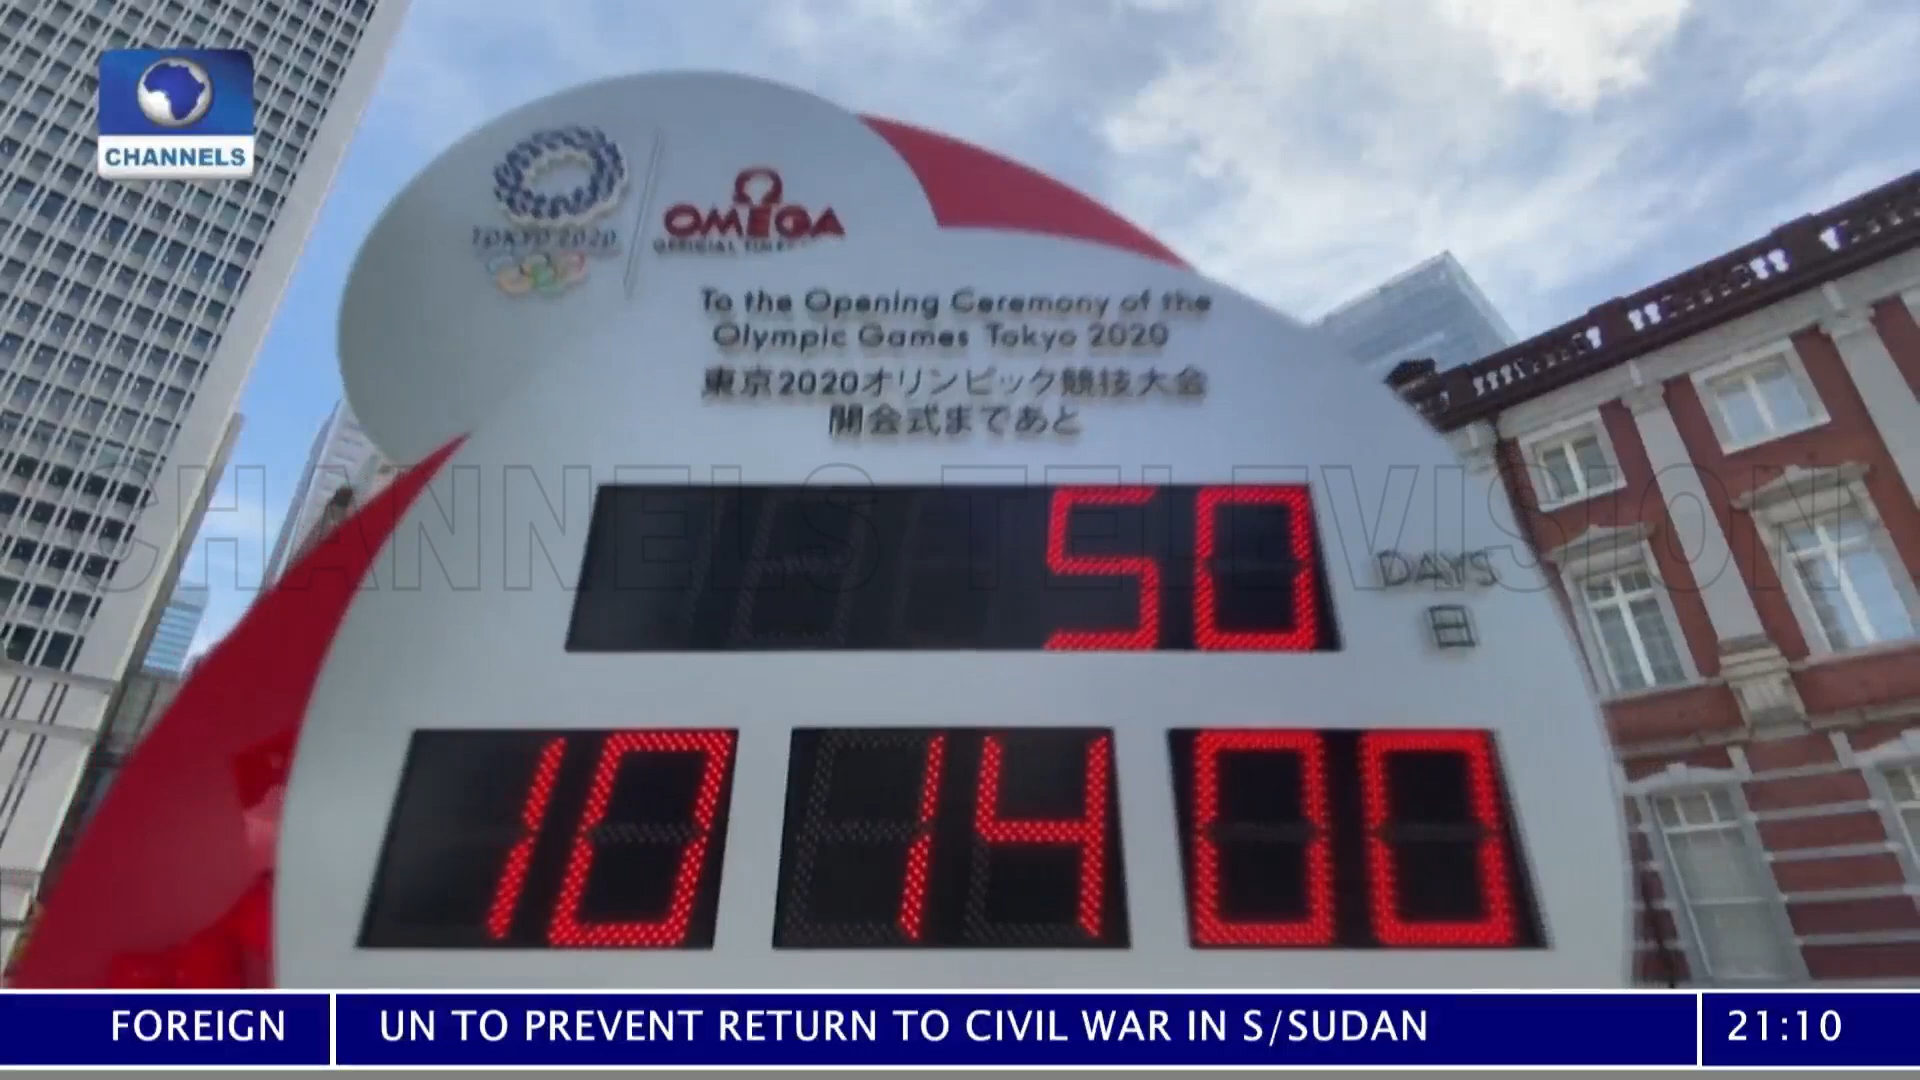 CHANNELS
TOKYO 2020
OMEGA
OFFICIAL
To the Opening Ceremony of the
Olympic Games Tokyo 2020
東京2020オリンピック競技大会
開会式まであと
CHANNELS TELEVISION
50
DAYS
日
10 14 00
FOREIGN
UN TO PREVENT RETURN TO CIVIL WAR IN S/SUDAN
21:10